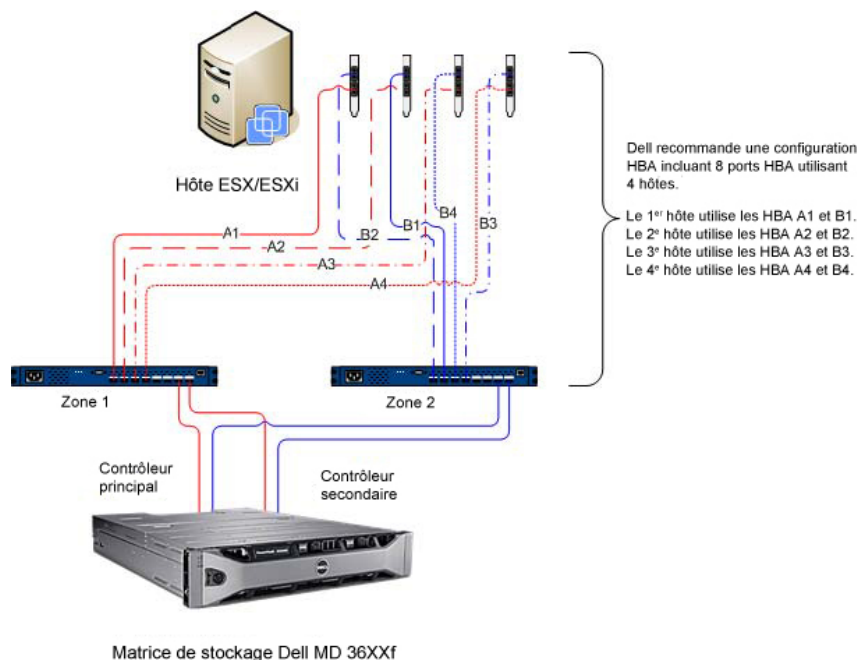 Hôte ESX/ESXi
Dell recommande une configuration
HBA incluant 8 ports HBA utilisant
4 hôtes.
Le 1er hôte utilise les HBA A1 et B1.
Le 2e hôte utilise les HBA A2 et B2.
Le 3e hôte utilise les HBA A3 et B3.
Le 4e hôte utilise les HBA A4 et B4.
A1
A2
B2
B1
B4
B3
A3
A4
Zone 1
Zone 2
Contrôleur
principal
Contrôleur
secondaire
Matrice de stockage Dell MD 36XXf